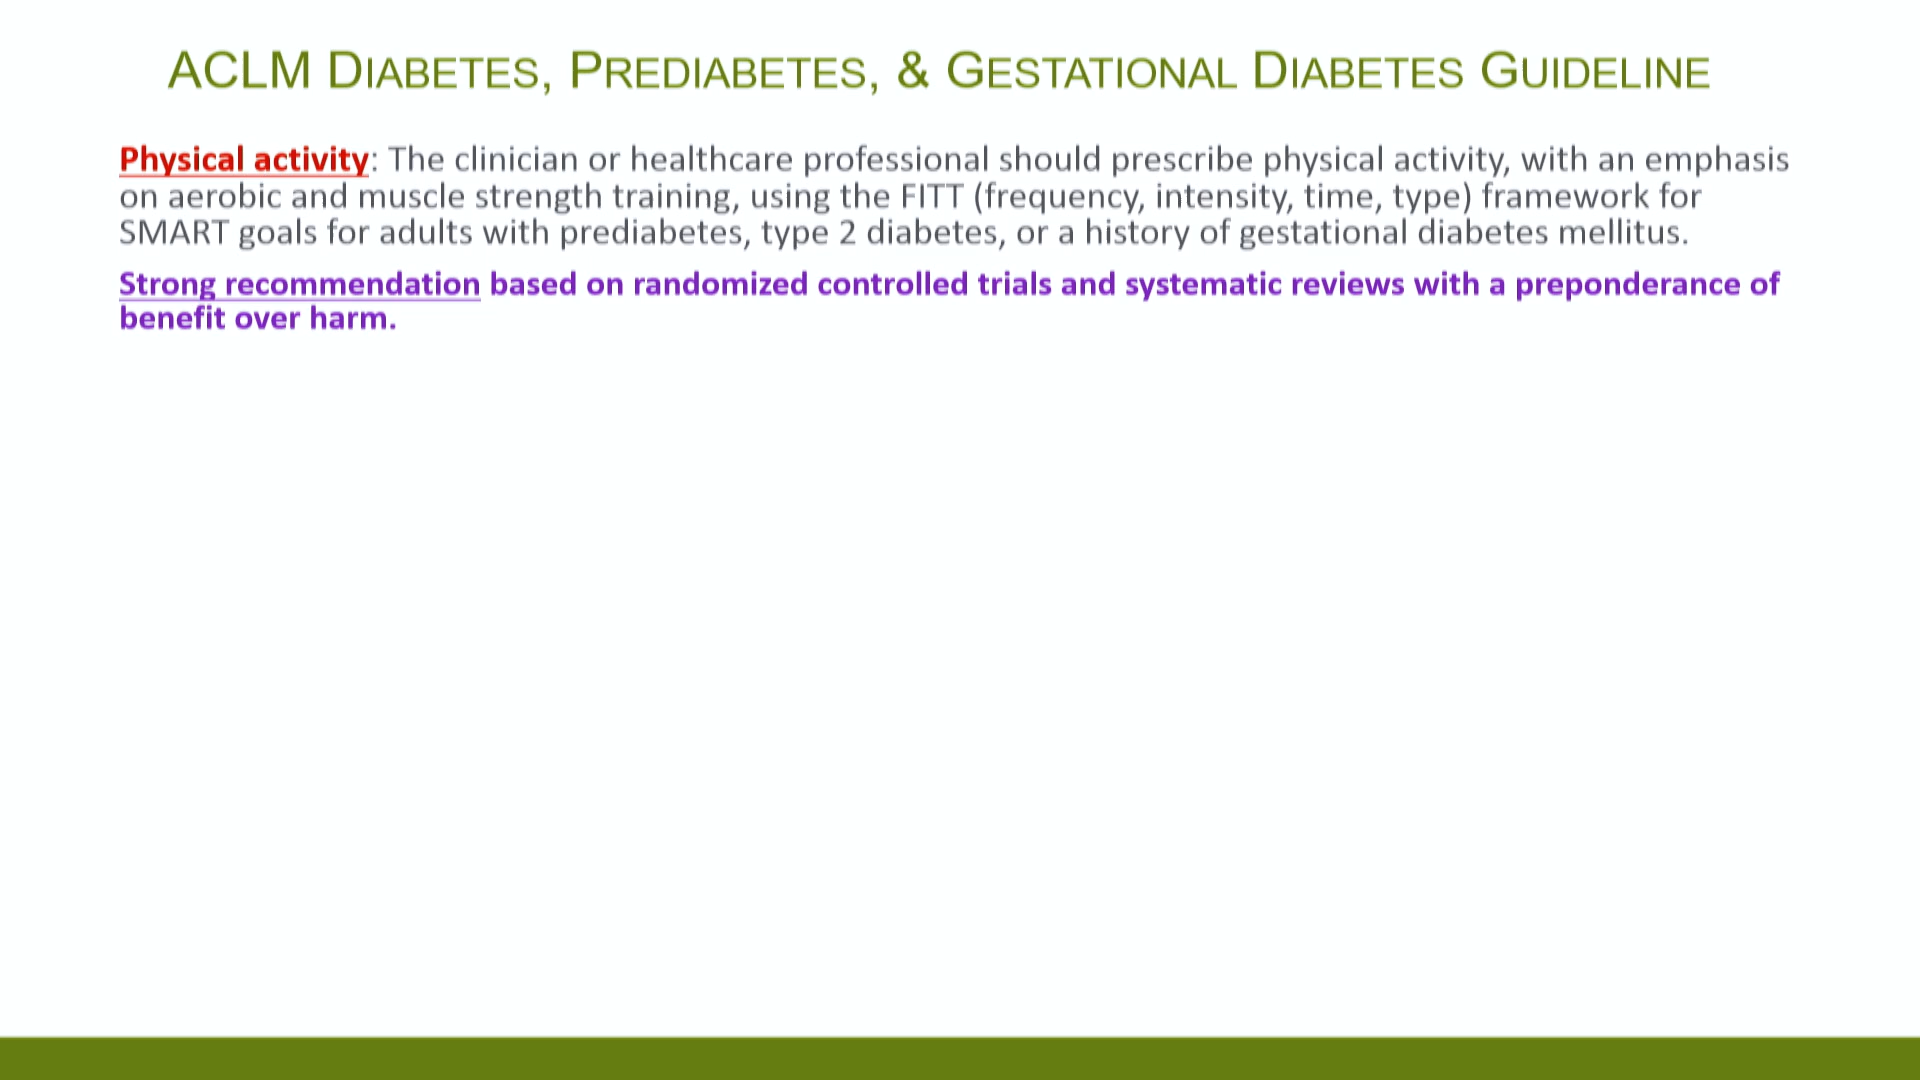 ACLM DIABETES, PREDIABETES, & GESTATIONAL DIABETES GUIDELINE
Physical activity: The clinician or healthcare professional should prescribe physical activity, with an emphasis
on aerobic and muscle strength training, using the FITT (frequency, intensity, time, type) framework for
SMART goals for adults with prediabetes, type 2 diabetes, or a history of gestational diabetes mellitus.
Strong recommendation based on randomized controlled trials and systematic reviews with a preponderance of
benefit over harm.